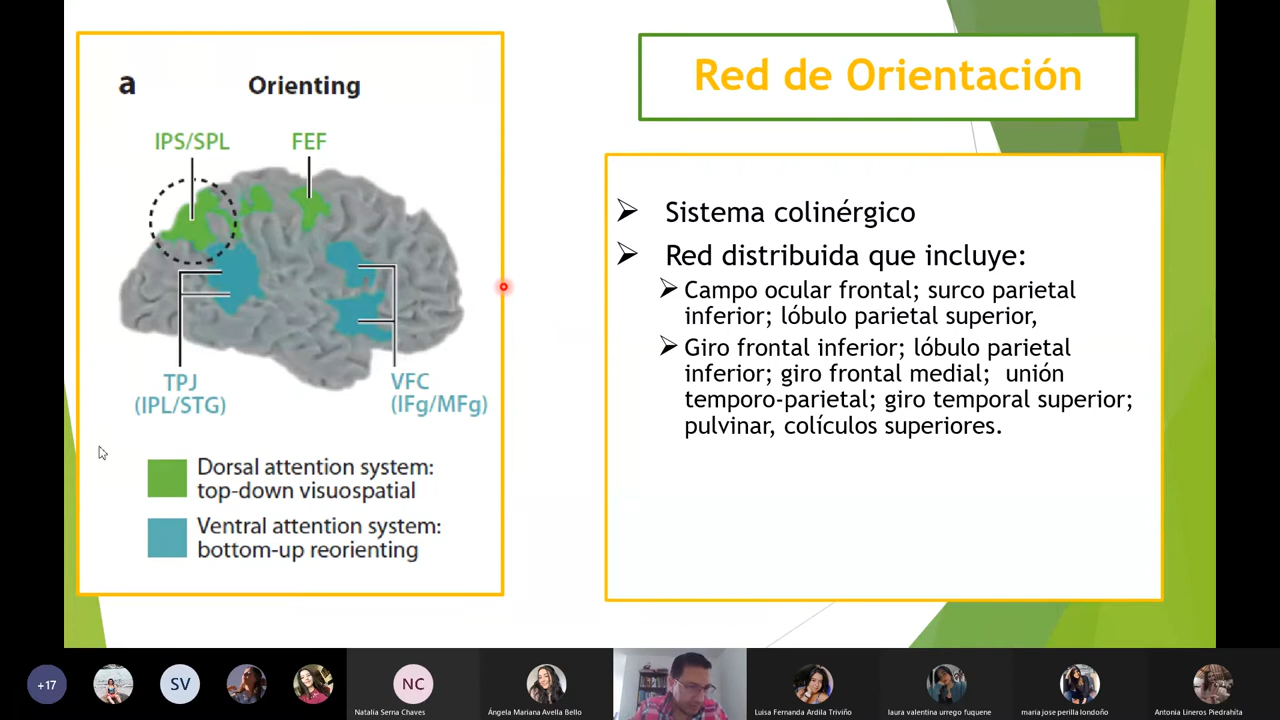 a Orienting
IPS/SPL FEF
TPJ
(IPL/STG)
VFC
(IFg/MFg)
Dorsal attention system:
top-down visuospatial
Ventral attention system:
bottom-up reorienting
Red de Orientación
Sistema colinérgico
Red distribuida que incluye:
Campo ocular frontal; surco parietal
inferior; lóbulo parietal superior,
Giro frontal inferior; lóbulo parietal
inferior; giro frontal medial; unión
temporo-parietal; giro temporal superior;
pulvinar, colículos superiores.
+17
SV
NC
Natalia Serna Chaves
Ángela Mariana Avella Bello
Luisa Fernanda Ardila Triviño
laura valentina urrego fuquene
maria jose perilla londoño
Antonia Lineros Piedrahita